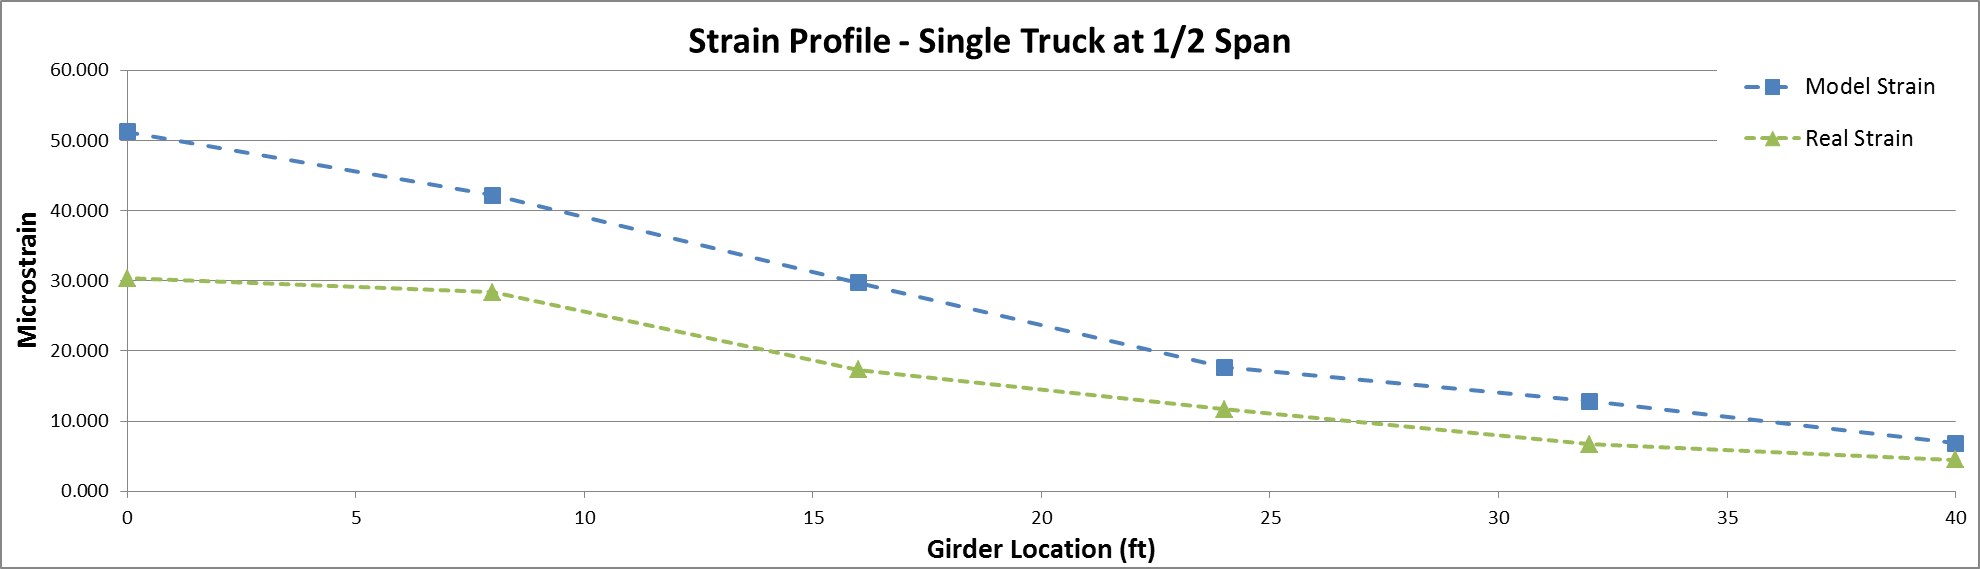 Strain Profile - Single Truck at 1/2 Span
60.000
50.000
40.000
30.000
20.000
10.000
0.000
Microstrain
Model Strain
Real Strain
0 5 10 15 20 25 30 35 40
Girder Location (ft)